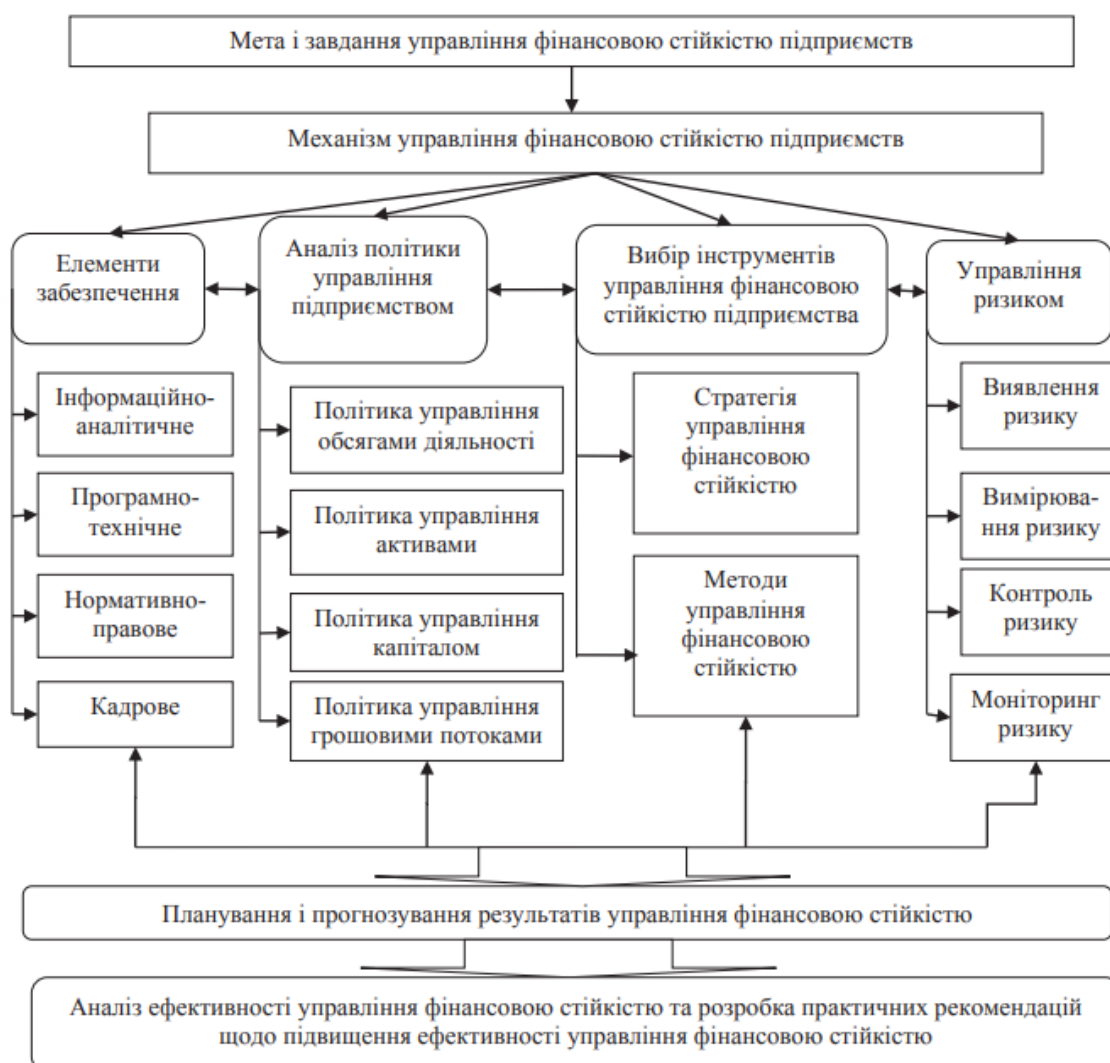 Мета і завдання управління фінансовою стійкістю підприємств
Механізм управління фінансовою стійкістю підприємств
Елементи
забезпечення
Аналіз політики
управління
підприємством
Вибір інструментів
управління фінансовою
стійкістю підприємства
Управління
ризиком
Інформаційно-
аналітичне
Програмно-
технічне
Нормативно-
правове
Кадрове
Політика управління
обсягами діяльності
Політика управління
активами
Політика управління
капіталом
Політика управління
грошовими потоками
Стратегія
управління
фінансовою
стійкістю
Методи
управління
фінансовою
стійкістю
Виявлення
ризику
Вимірюва-
ання ризику
Контроль
ризику
Моніторинг
ризику
Планування і прогнозування результатів управління фінансовою стійкістю
Аналіз ефективності управління фінансовою стійкістю та розробка практичних рекомендацій
щодо підвищення ефективності управління фінансовою стійкістю